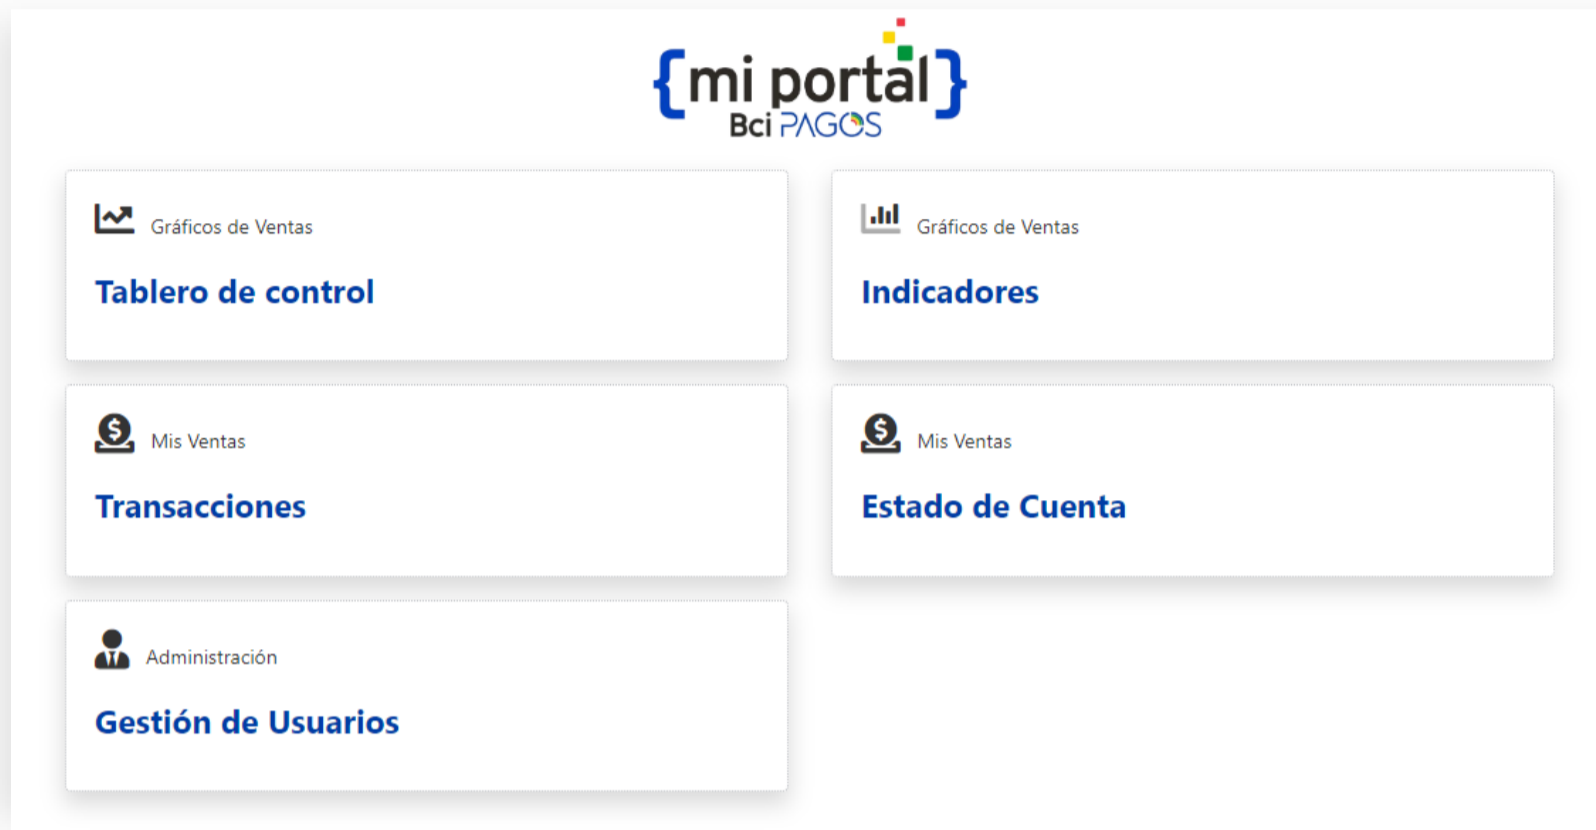 {mi portal}
Bci PAGOS
Gráficos de Ventas
Tablero de control
Gráficos de Ventas
Indicadores
Mis Ventas
Transacciones
Mis Ventas
Estado de Cuenta
Administración
Gestión de Usuarios